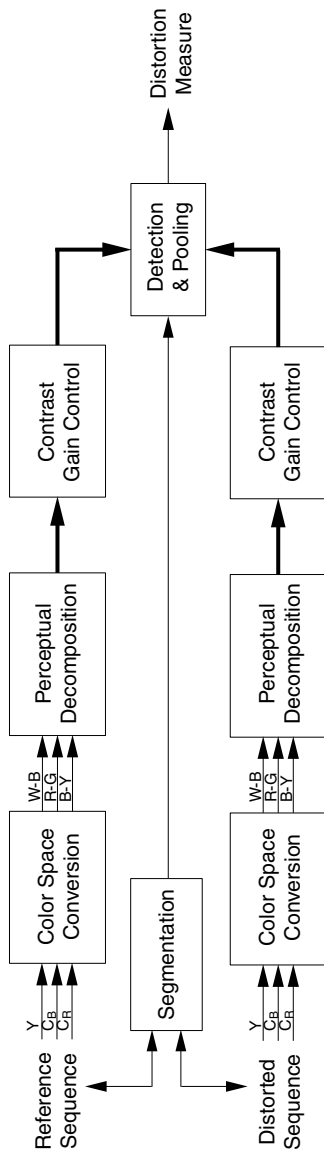 Reference
Sequence
Y
C_B
C_R
Color Space
Conversion
W-B
R-G
B-Y
Perceptual
Decomposition
Contrast
Gain Control
Segmentation
Detection
& Pooling
Distortion
Measure
Distorted
Sequence
Y
C_B
C_R
Color Space
Conversion
W-B
R-G
B-Y
Perceptual
Decomposition
Contrast
Gain Control